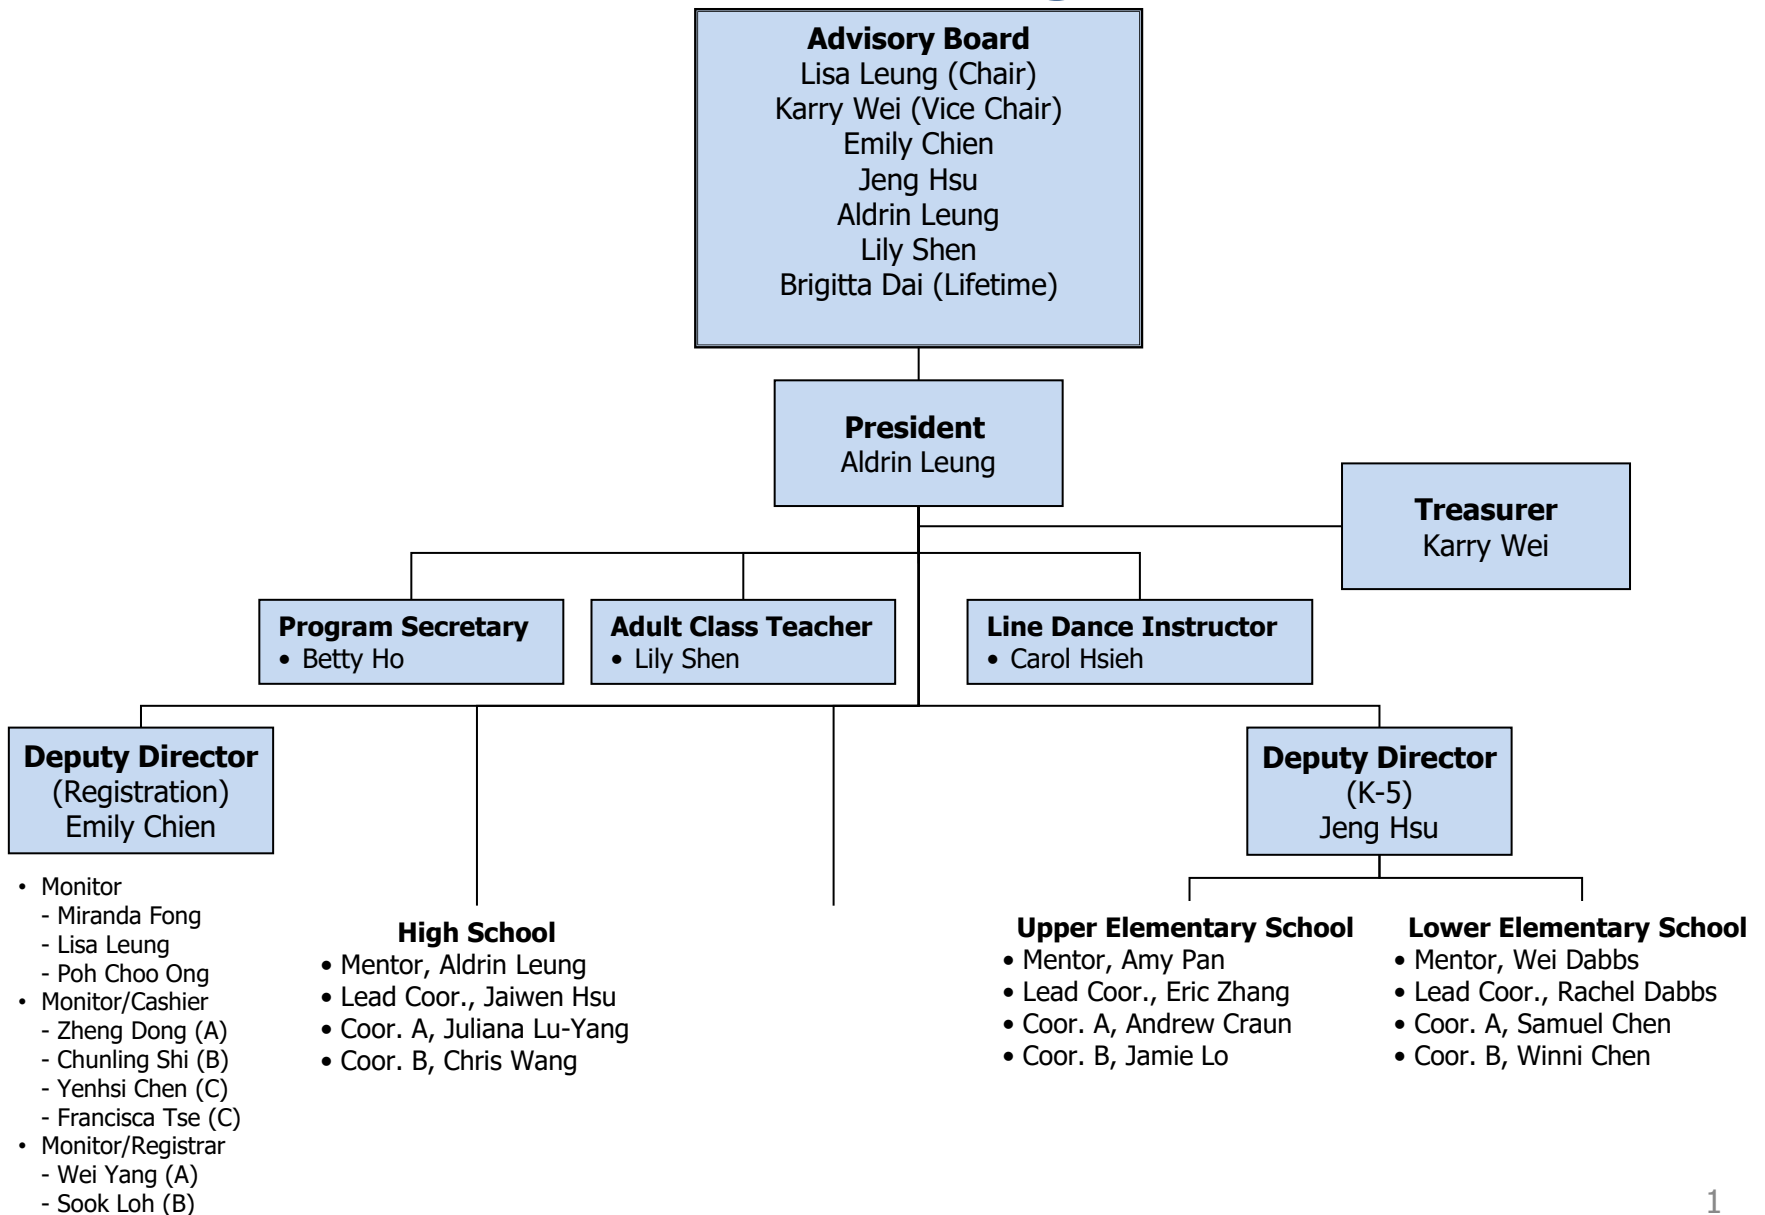 Advisory Board
Lisa Leung (Chair)
Karry Wei (Vice Chair)
Emily Chien
Jeng Hsu
Aldrin Leung
Lily Shen
Brigitta Dai (Lifetime)
President
Aldrin Leung
Treasurer
Karry Wei
Program Secretary
• Betty Ho
Adult Class Teacher
• Lily Shen
Line Dance Instructor
• Carol Hsieh
Deputy Director
(Registration)
Emily Chien
• Monitor
- Miranda Fong
- Lisa Leung
- Poh Choo Ong
• Monitor/Cashier
- Zheng Dong (A)
- Chunling Shi (B)
- Yenhsi Chen (C)
- Francisca Tse (C)
• Monitor/Registrar
- Wei Yang (A)
- Sook Loh (B)
High School
• Mentor, Aldrin Leung
• Lead Coor., Jaiwen Hsu
• Coor. A, Juliana Lu-Yang
• Coor. B, Chris Wang
Deputy Director
(K-5)
Jeng Hsu
Upper Elementary School
• Mentor, Amy Pan
• Lead Coor., Eric Zhang
• Coor. A, Andrew Craun
• Coor. B, Jamie Lo
Lower Elementary School
• Mentor, Wei Dabbs
• Lead Coor., Rachel Dabbs
• Coor. A, Samuel Chen
• Coor. B, Winni Chen
1